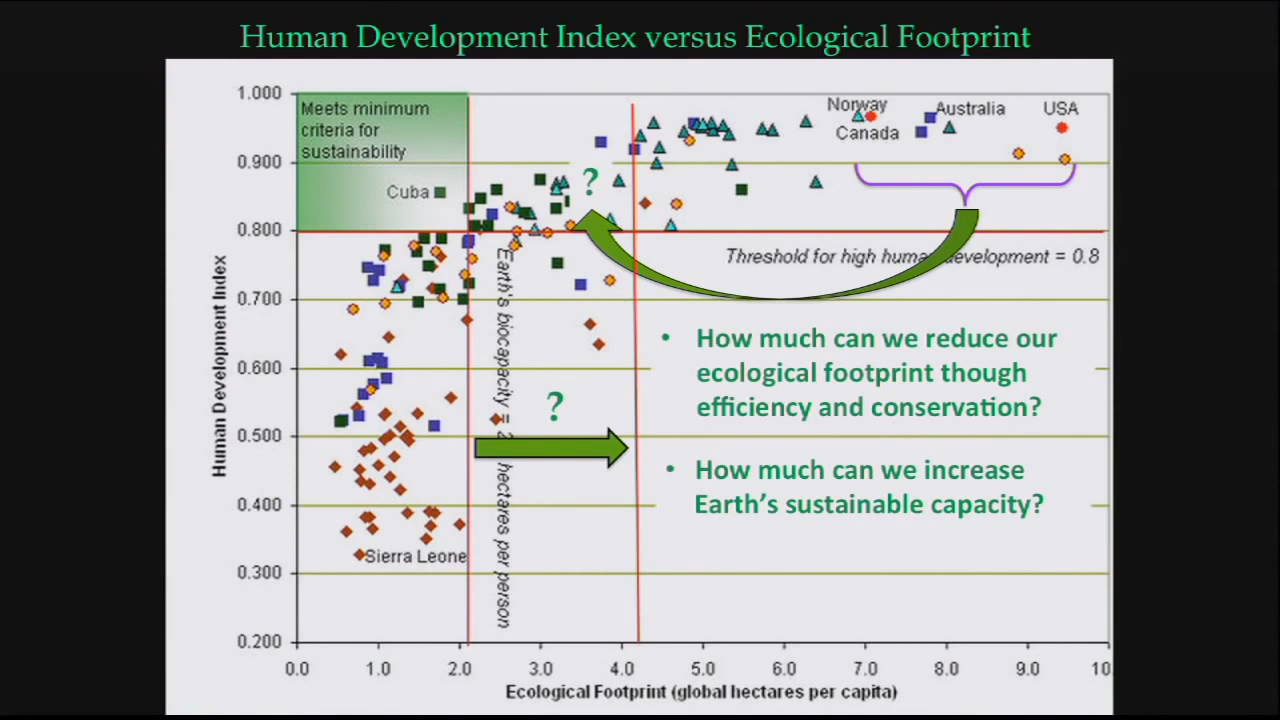 Human Development Index versus Ecological Footprint
1.000
0.900
0.800
0.700
0.600
0.500
0.400
0.300
0.200
Human Development Index
Meets minimum
criteria for
sustainability
Cuba
?
Norway
Canada
Australia
USA
Threshold for high human development = 0.8
Earth's biocapacity = 2 hectares per person
• How much can we reduce our
ecological footprint though
efficiency and conservation?
?
• How much can we increase
Earth's sustainable capacity?
Sierra Leone
0.0 1.0 2.0 3.0 4.0 5.0 6.0 7.0 8.0 9.0 10.
Ecological Footprint (global hectares per capita)